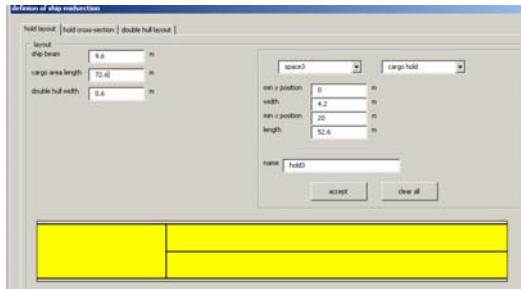 definion of ship midsection
hold layout hold cross-section double hull layout
layout
ship beam 9.6 m
cargo area length 72.6 m
double hull width 0.6 m
space3 cargo hold
min y position 0 m
width 4.2 m
min x position 20 m
length 52.6 m
name hold3
accept clear all